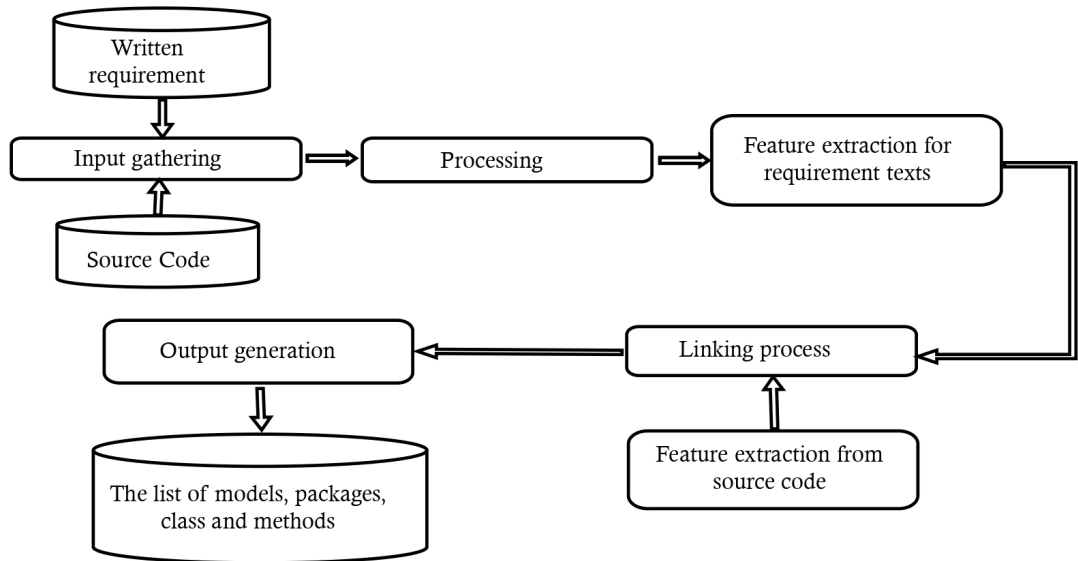 Written
requirement
Input gathering
Processing
Feature extraction for
requirement texts
Source Code
Output generation
Linking process
Feature extraction from
source code
The list of models, packages,
class and methods